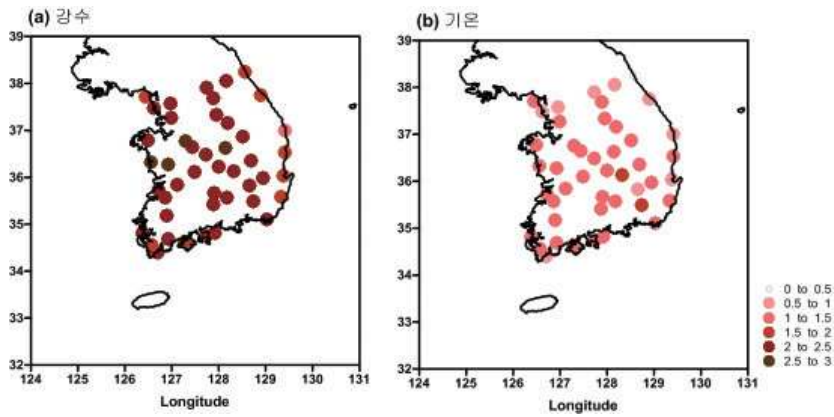 (a) 강수
(b) 기온
39
38
37
36
35
34
33
32
124 125 126 127 128 129 130 131
Longitude
39
38
37
36
35
34
33
32
124 125 126 127 128 129 130 131
Longitude
0 to 0.5
0.5 to 1
1 to 1.5
1.5 to 2
2 to 2.5
2.5 to 3